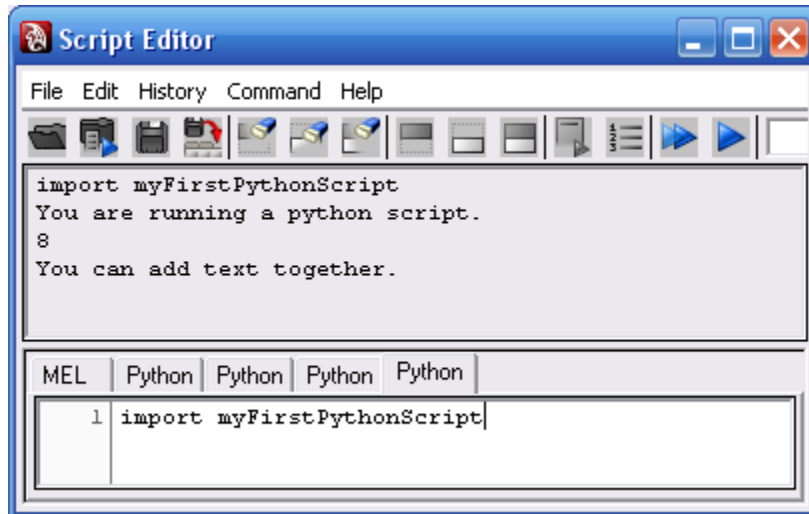 Script Editor
File Edit History Command Help
import myFirstPythonScript
You are running a python script.
8
You can add text together.
MEL Python Python Python Python
1 import myFirstPythonScript